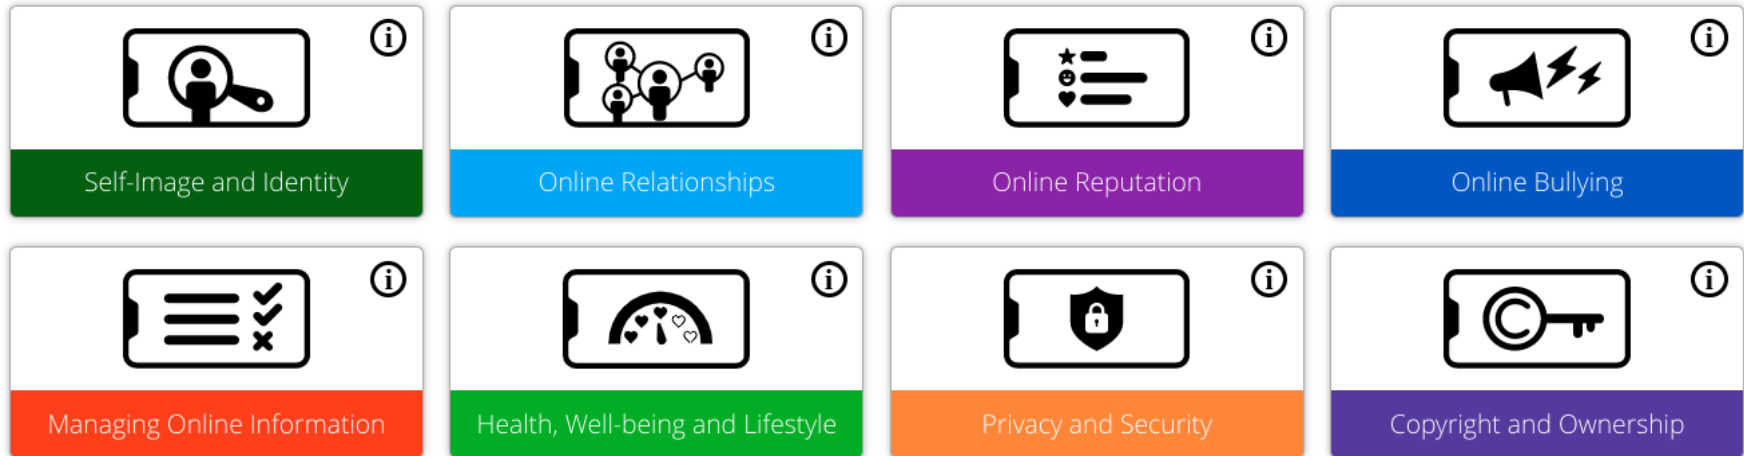 i
i
i
i
Self-Image and Identity
Online Relationships
Online Reputation
Online Bullying
i
i
i
i
C
Managing Online Information
Health, Well-being and Lifestyle
Privacy and Security
Copyright and Ownership